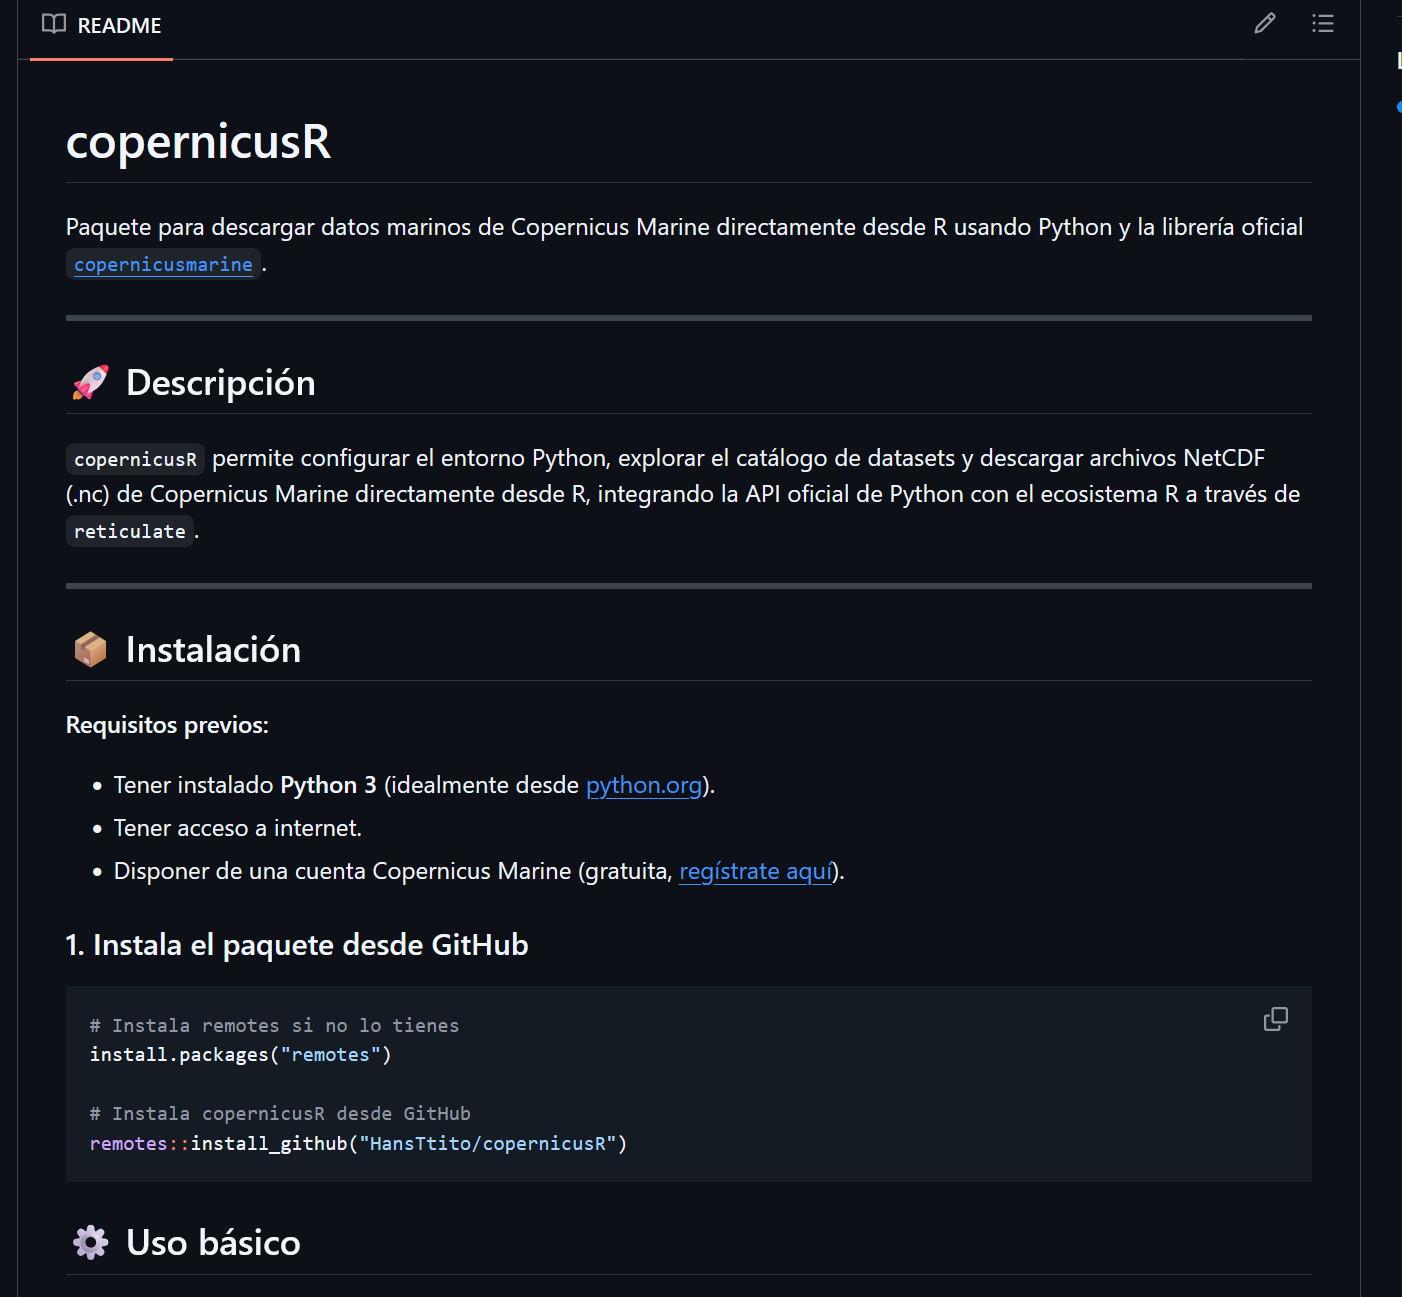 README
copernicusR
Paquete para descargar datos marinos de Copernicus Marine directamente desde R usando Python y la librería oficial
copernicusmarine.
Descripción
copernicusR permite configurar el entorno Python, explorar el catálogo de datasets y descargar archivos NetCDF
(.nc) de Copernicus Marine directamente desde R, integrando la API oficial de Python con el ecosistema R a través de
reticulate.
Instalación
Requisitos previos:
• Tener instalado Python 3 (idealmente desde python.org).
• Tener acceso a internet.
• Disponer de una cuenta Copernicus Marine (gratuita, regístrate aquí).
1. Instala el paquete desde GitHub
# Instala remotes si no lo tienes
install.packages("remotes")
# Instala copernicusR desde GitHub
remotes::install_github("HansTtito/copernicusR")
Uso básico